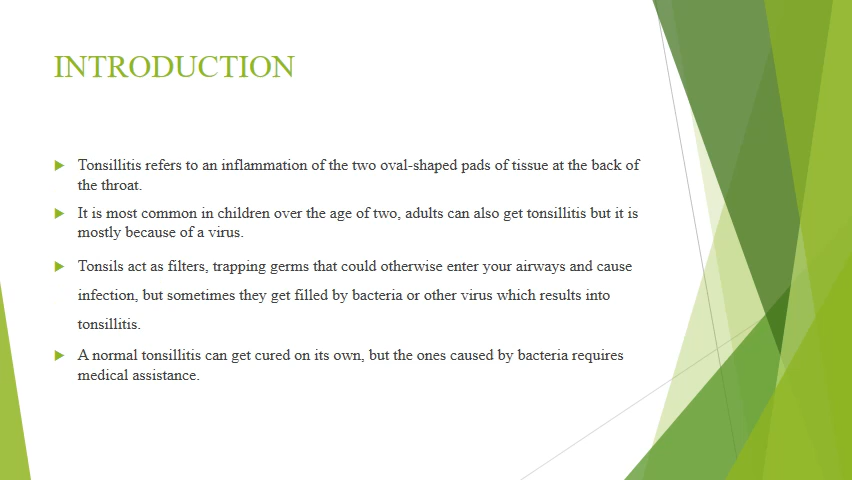 INTRODUCTION
Tonsillitis refers to an inflammation of the two oval-shaped pads of tissue at the back of
the throat.
It is most common in children over the age of two, adults can also get tonsillitis but it is
mostly because of a virus.
Tonsils act as filters, trapping germs that could otherwise enter your airways and cause
infection, but sometimes they get filled by bacteria or other virus which results into
tonsillitis.
A normal tonsillitis can get cured on its own, but the ones caused by bacteria requires
medical assistance.